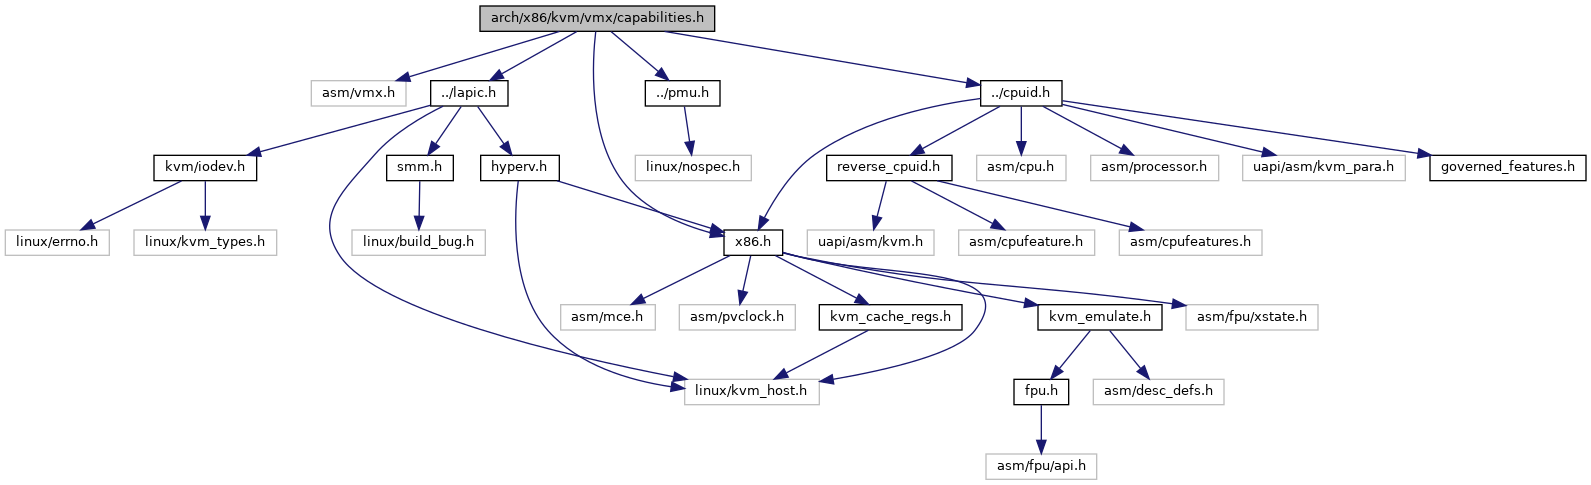 arch/x86/kvm/vmx/capabilities.h
asm/vmx.h
../lapic.h
../pmu.h
../cpuid.h
kvm/iodev.h
smm.h
hyperv.h
linux/nospec.h
reverse_cpuid.h
asm/cpu.h
asm/processor.h
uapi/asm/kvm_para.h
governed_features.h
linux/errno.h
linux/kvm_types.h
linux/build_bug.h
x86.h
uapi/asm/kvm.h
asm/cpufeature.h
asm/cpufeatures.h
asm/mce.h
asm/pvclock.h
kvm_cache_regs.h
kvm_emulate.h
asm/fpu/xstate.h
linux/kvm_host.h
fpu.h
asm/desc_defs.h
asm/fpu/api.h